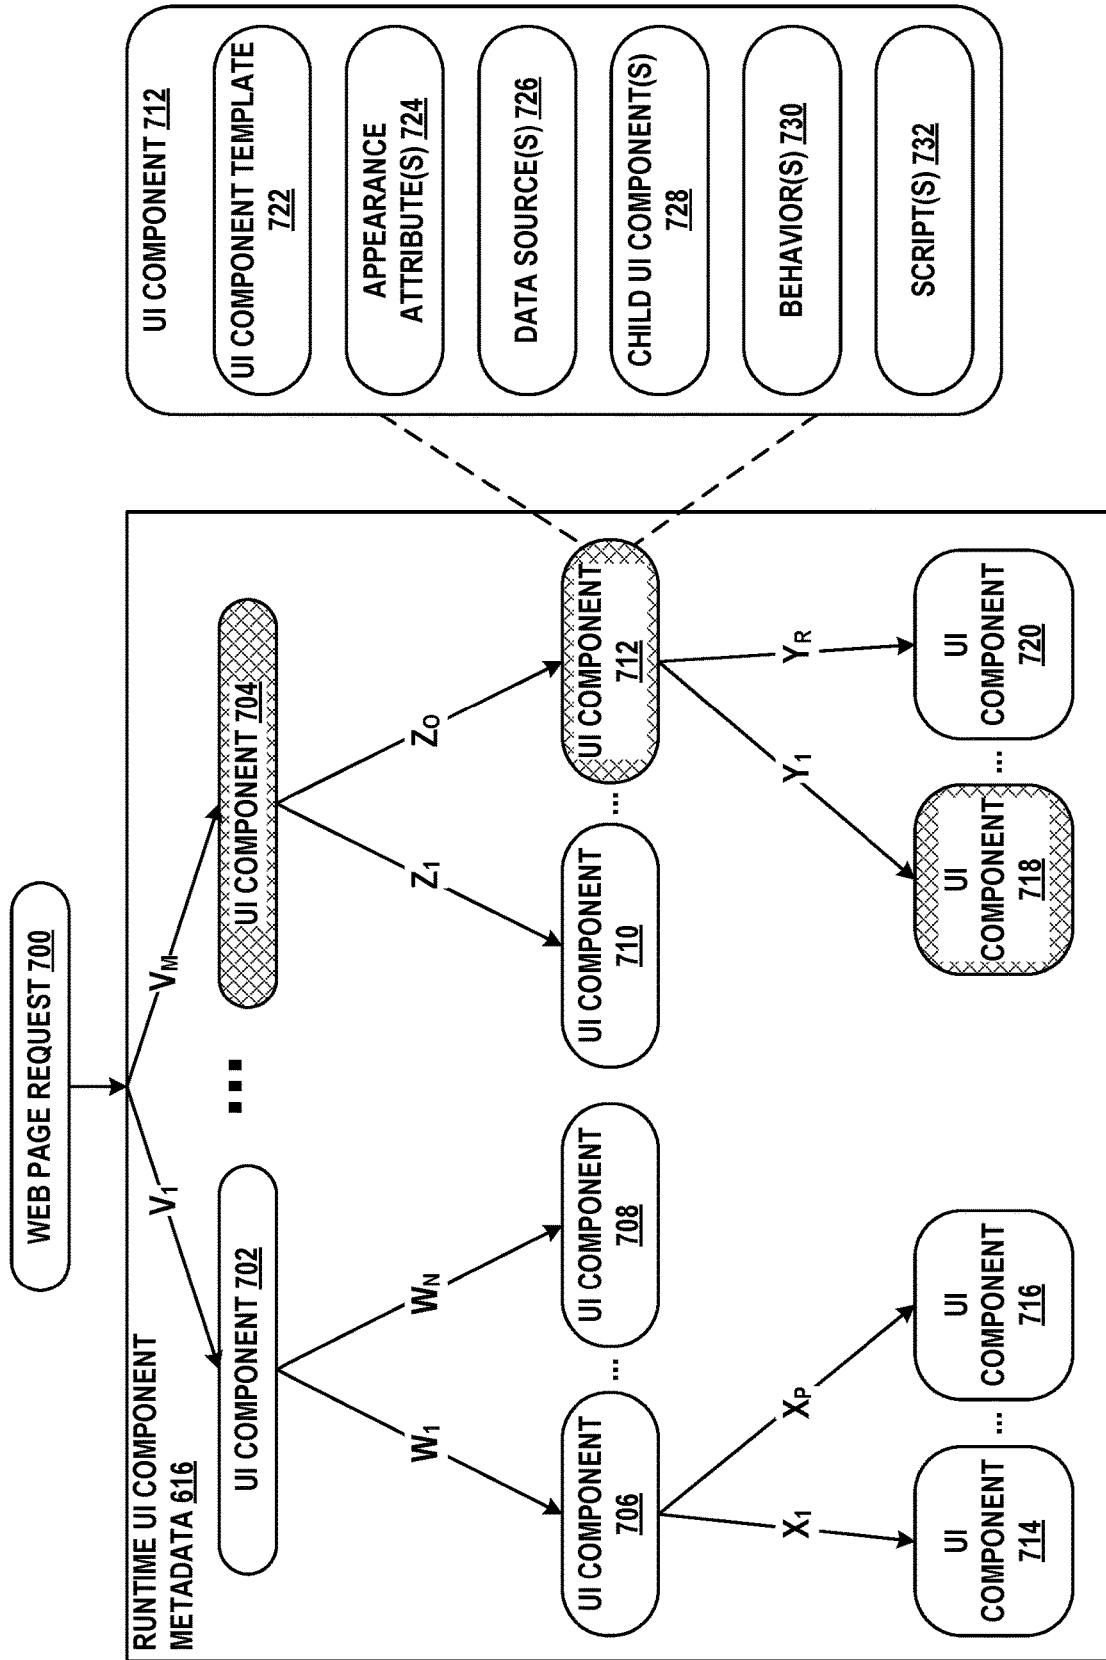 WEB PAGE REQUEST 700
RUNTIME UI COMPONENT
METADATA 616
V1
VM
UI COMPONENT 702
...
UI COMPONENT 704
W1
WN
Z1
ZO
UI COMPONENT
706
...
UI COMPONENT
708
UI COMPONENT
710
...
UI COMPONENT
712
X1
XP
Y1
YR
UI
COMPONENT
714
...
UI
COMPONENT
716
UI
COMPONENT
718
...
UI
COMPONENT
720
UI COMPONENT 712
UI COMPONENT TEMPLATE
722
APPEARANCE
ATTRIBUTE(S) 724
DATA SOURCE(S) 726
CHILD UI COMPONENT(S)
728
BEHAVIOR(S) 730
SCRIPT(S) 732